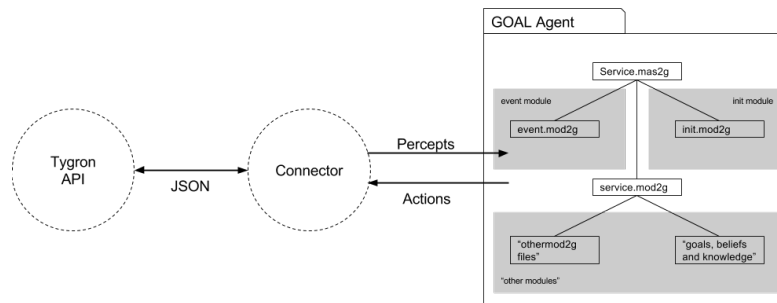 GOAL Agent
Service.mas2g
event module
init module
event.mod2g
init.mod2g
Percepts
Tygron
API
Connector
JSON
Actions
service.mod2g
“othermod2g
files”
“goals, beliefs
and knowledge”
“other modules”